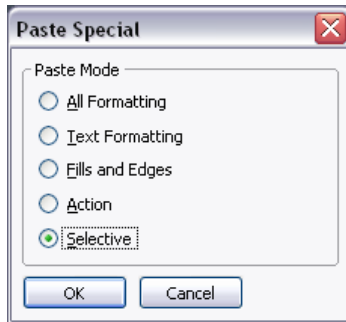 Paste Special
Paste Mode
All Formatting
Text Formatting
Fills and Edges
Action
Selective
OK Cancel